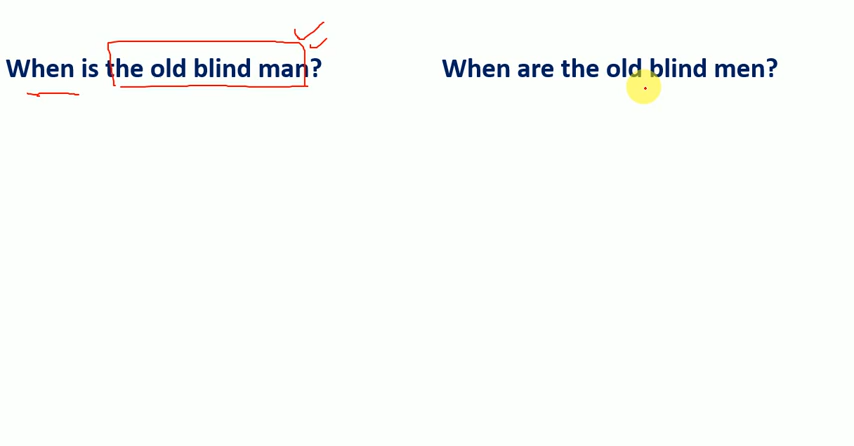 When is the old blind man?
When are the old blind men?